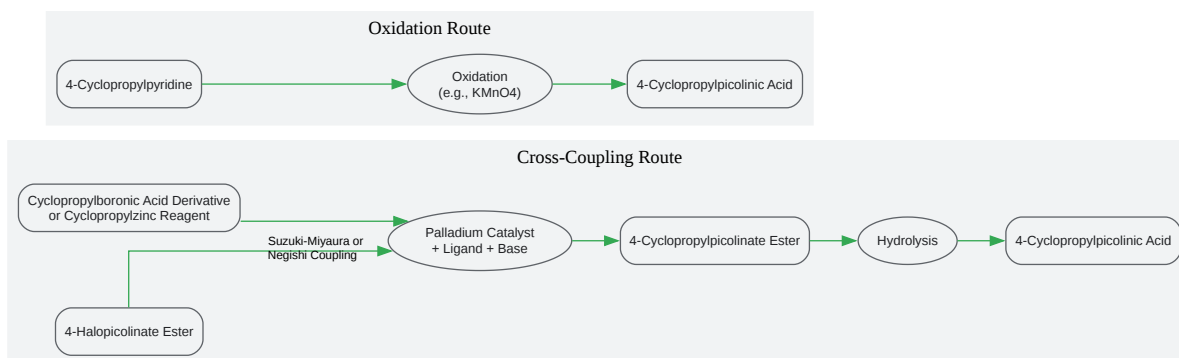 Oxidation Route
4-Cyclopropylpyridine
Oxidation
(e.g., KMnO4)
4-Cyclopropylpicolinic Acid
Cross-Coupling Route
Cyclopropylboronic Acid Derivative
or Cyclopropylzinc Reagent
Suzuki-Miyaura or
Negishi Coupling
Palladium Catalyst
+ Ligand + Base
4-Cyclopropylpicolinate Ester
Hydrolysis
4-Cyclopropylpicolinic Acid
4-Halopicolinate Ester